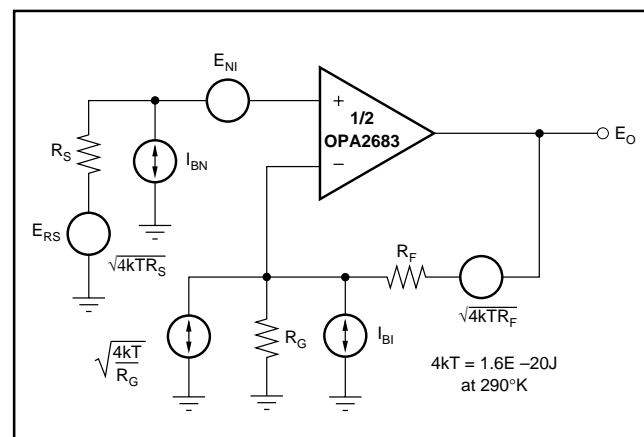 E_NI
+
1/2
OPA2683
−
E_O
R_S
I_BN
E_RS
√4kTR_S
R_F
√4kTR_F
√4kT/R_G
R_G
I_BI
4kT = 1.6E –20J
at 290°K